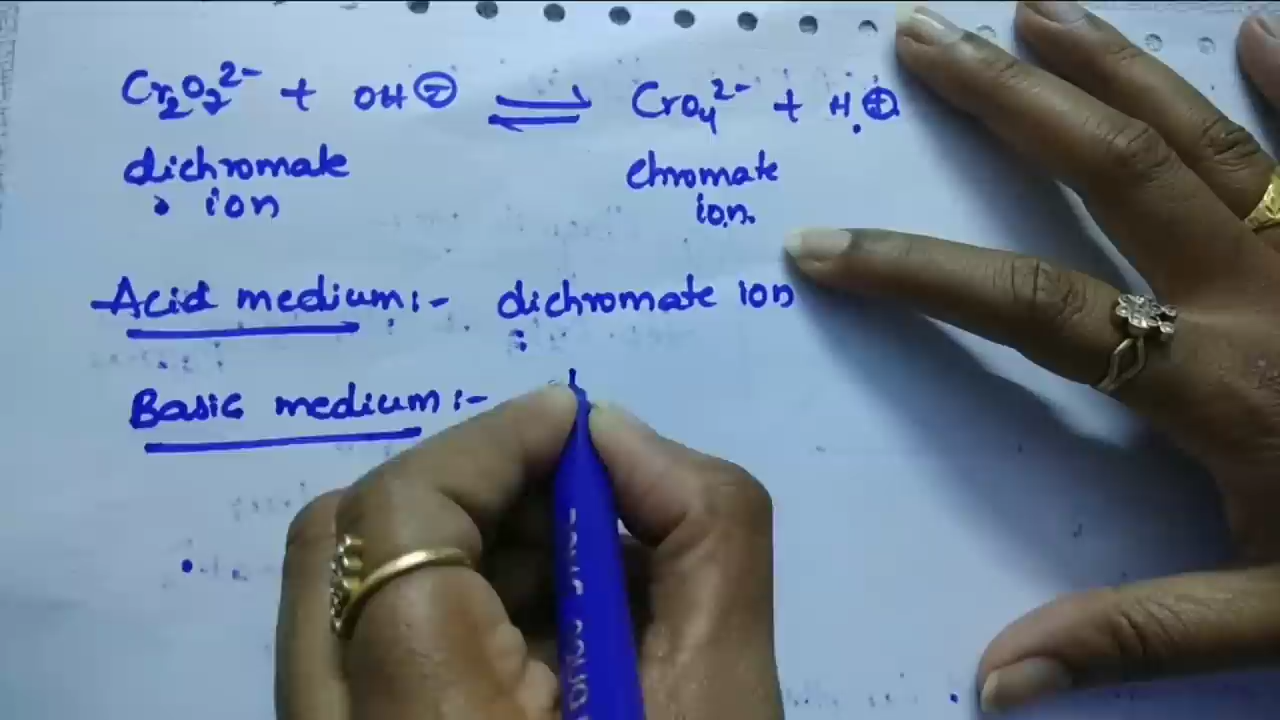 Cr₂O₇²⁻ + OH⊖ ⇌ CrO₄²⁻ + H⊕
dichromate ion
chromate ion
Acid medium:- dichromate ion
Basic medium:-